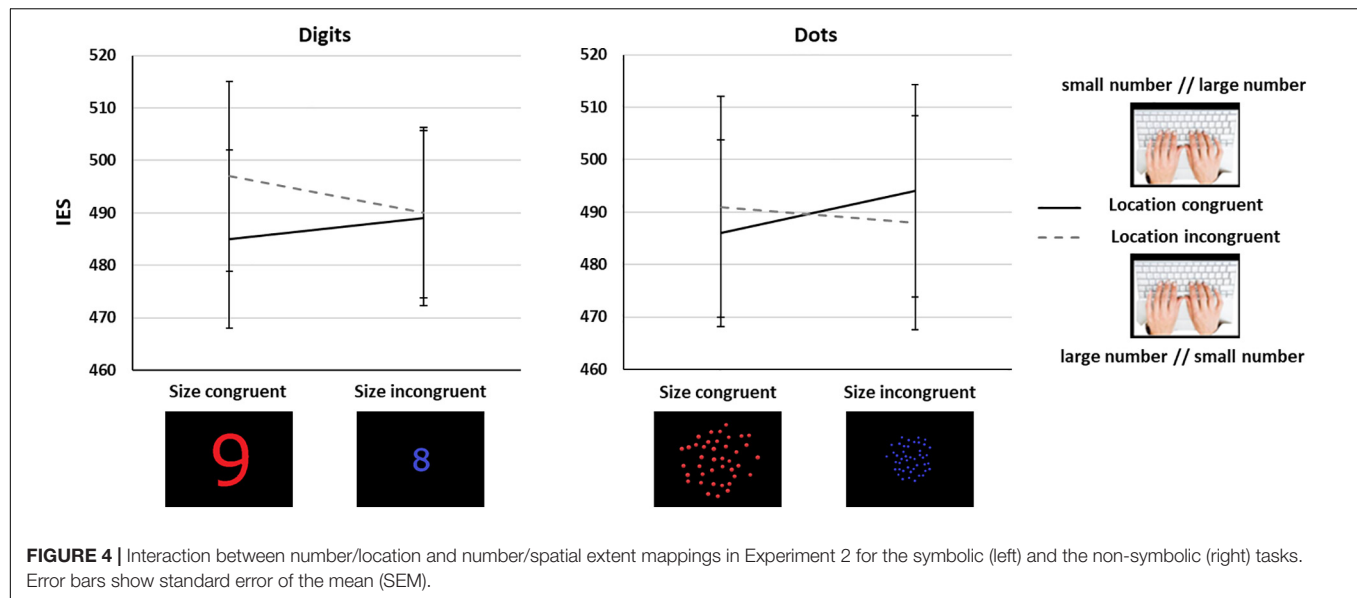 Digits
520
510
500
490
480
470
460
IES
Size congruent
Size incongruent
9
8
Dots
520
510
500
490
480
470
460
Size congruent
Size incongruent
small number // large number
Location congruent
Location incongruent
large number // small number
FIGURE 4 | Interaction between number/location and number/spatial extent mappings in Experiment 2 for the symbolic (left) and the non-symbolic (right) tasks.
Error bars show standard error of the mean (SEM).